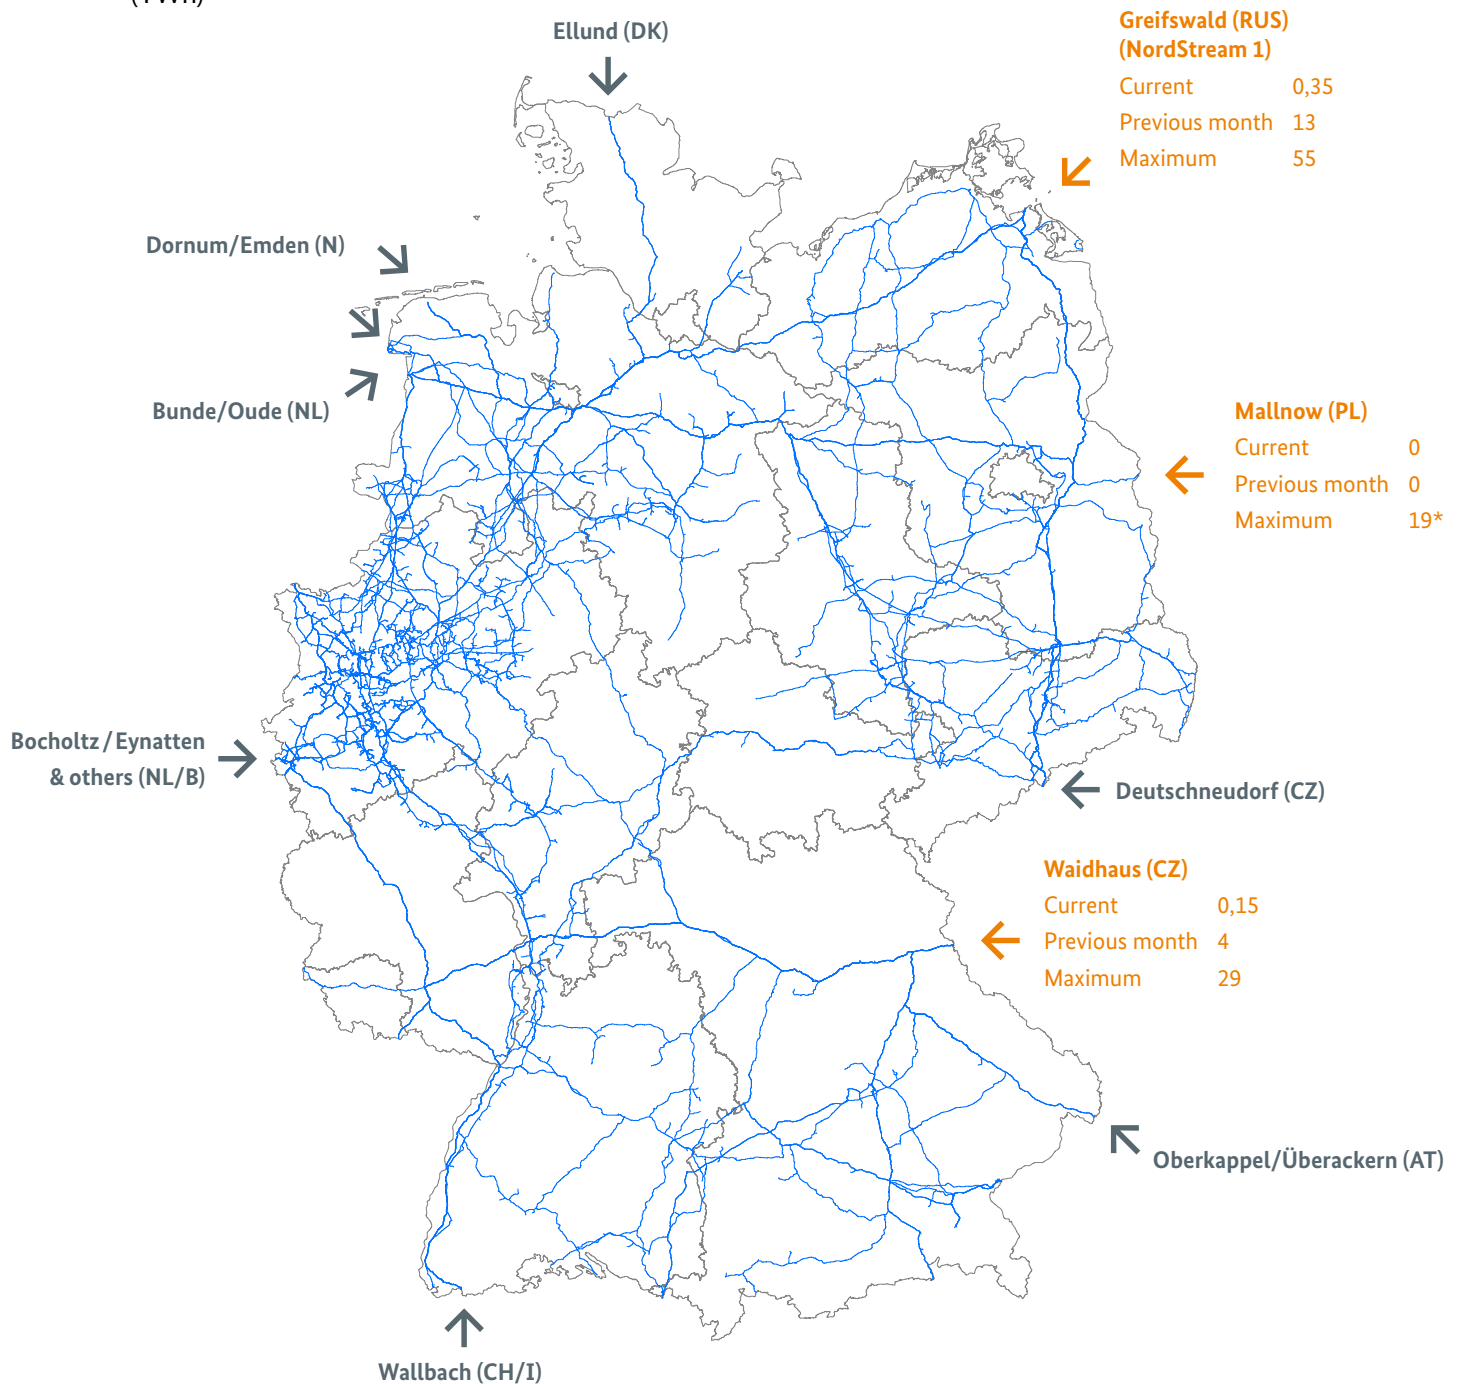 (TWh)
Ellund (DK)
Greifswald (RUS)
(NordStream 1)
Current 0,35
Previous month 13
Maximum 55
Dornum/Emden (N)
Bunde/Oude (NL)
Mallnow (PL)
Current 0
Previous month 0
Maximum 19*
Bocholtz / Eynatten
& others (NL/B)
Deutschneudorf (CZ)
Waidhaus (CZ)
Current 0,15
Previous month 4
Maximum 29
Oberkappel/Überackern (AT)
Wallbach (CH/I)